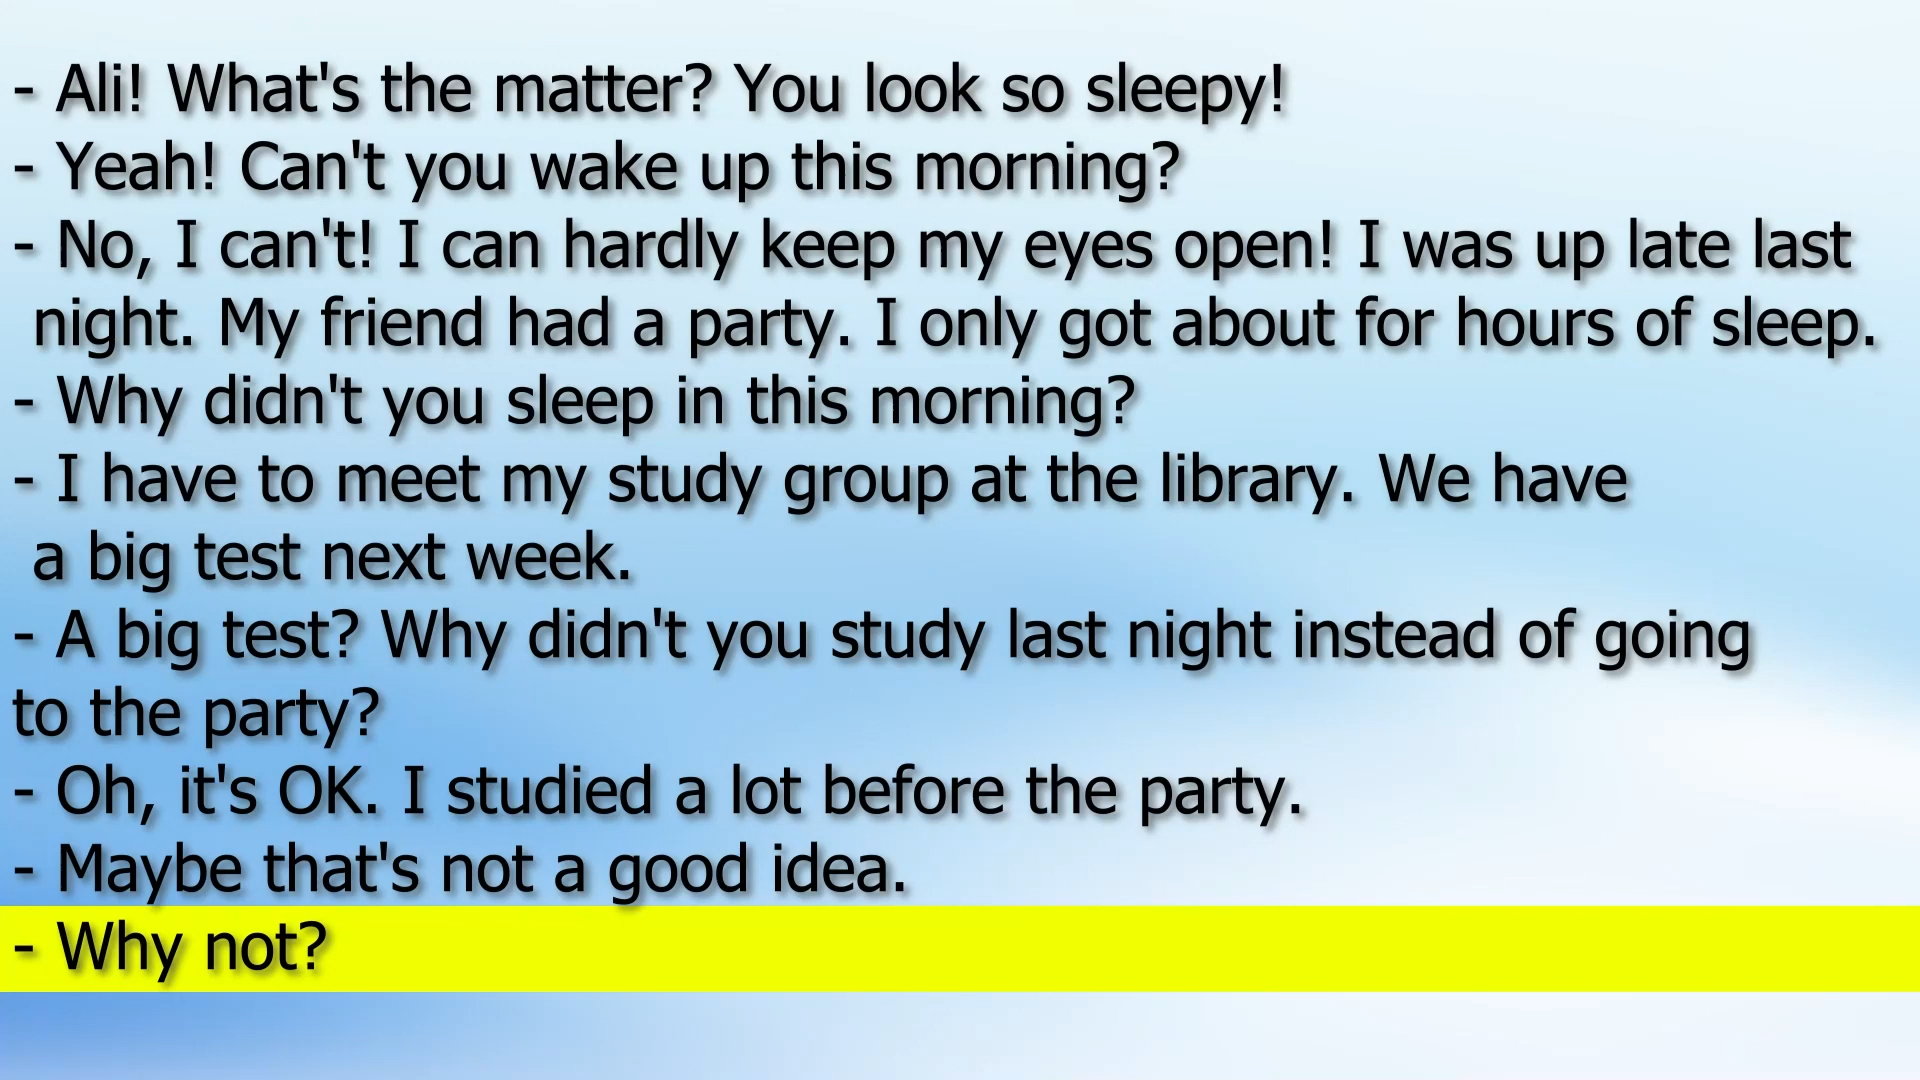 - Ali! What's the matter? You look so sleepy!
- Yeah! Can't you wake up this morning?
- No, I can't! I can hardly keep my eyes open! I was up late last
night. My friend had a party. I only got about for hours of sleep.
- Why didn't you sleep in this morning?
- I have to meet my study group at the library. We have
a big test next week.
- A big test? Why didn't you study last night instead of going
to the party?
- Oh, it's OK. I studied a lot before the party.
- Maybe that's not a good idea.
- Why not?